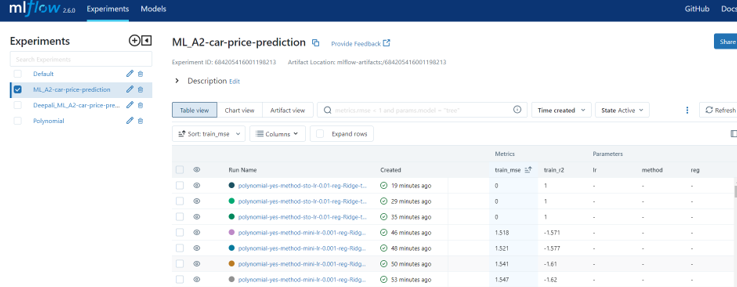 mlflow 2.6.0 Experiments Models GitHub Docs
Experiments
Search Experiments
Default
ML_A2-car-price-prediction
Deepali_ML_A2-car-price-pre...
Polynomial
ML_A2-car-price-prediction Provide Feedback Share
Experiment ID: 684205416001198213 Artifact Location: mlflow-artifacts:/684205416001198213
Description Edit
Table view Chart view Artifact view metrics.rmse < 1 and params.model = "tree" Time created State Active Refresh
Sort: train_mse Columns Expand rows
Metrics Parameters
Run Name Created train_mse train_r2 lr method reg
polynomial-yes-method-sto-lr-0.01-reg-Ridge-t... 19 minutes ago 0 1 - - -
polynomial-yes-method-sto-lr-0.001-reg-Ridge-t... 29 minutes ago 0 1 - - -
polynomial-yes-method-sto-lr-0.001-reg-Ridge-t... 35 minutes ago 0 1 - - -
polynomial-yes-method-mini-lr-0.001-reg-Ridg... 46 minutes ago 1.518 -1.571 - - -
polynomial-yes-method-mini-lr-0.001-reg-Ridg... 48 minutes ago 1.521 -1.577 - - -
polynomial-yes-method-mini-lr-0.001-reg-Ridg... 50 minutes ago 1.541 -1.61 - - -
polynomial-yes-method-mini-lr-0.001-reg-Ridg... 53 minutes ago 1.547 -1.62 - - -